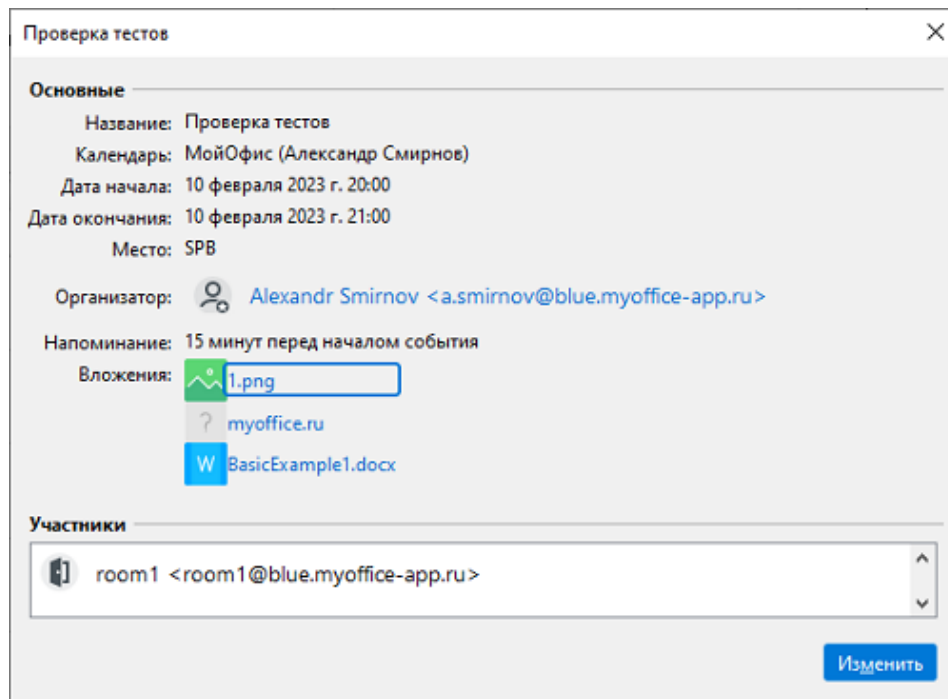 Проверка тестов
Основные
Название: Проверка тестов
Календарь: МойОфис (Александр Смирнов)
Дата начала: 10 февраля 2023 г. 20:00
Дата окончания: 10 февраля 2023 г. 21:00
Место: SPB
Организатор: Alexandr Smirnov <a.smirnov@blue.myoffice-app.ru>
Напоминание: 15 минут перед началом события
Вложения: 1.png
? myoffice.ru
W BasicExample1.docx
Участники
room1 <room1@blue.myoffice-app.ru>
Изменить